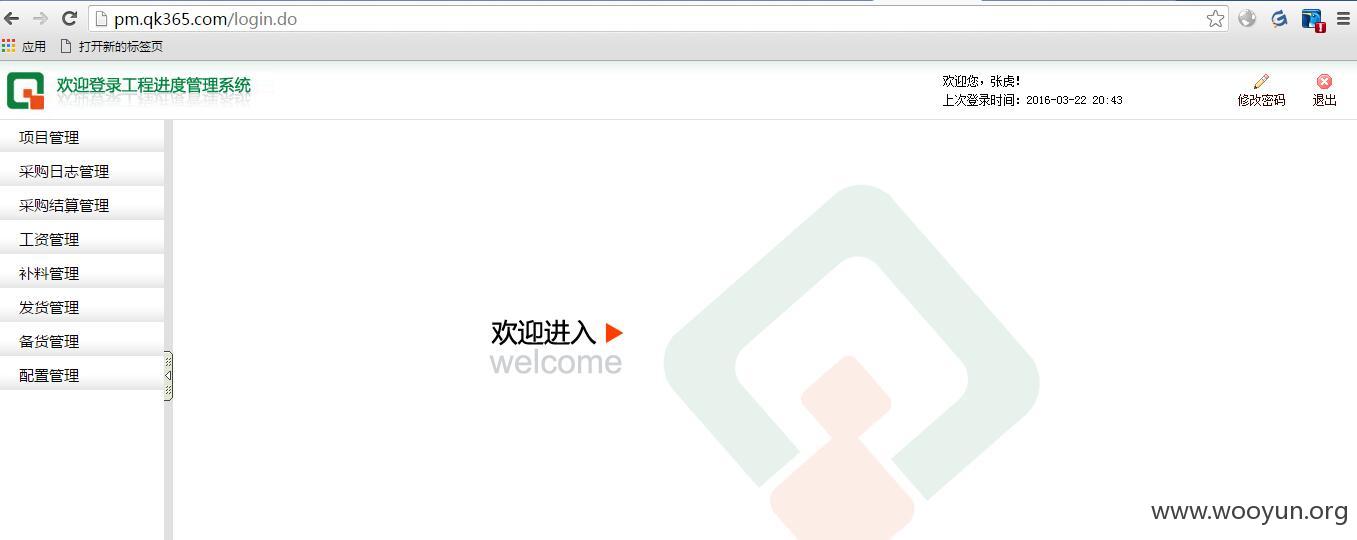 pm.qk365.com/login.do
应用 打开新的标签页
欢迎登录工程进度管理系统
欢迎您，张虎！
上次登录时间：2016-03-22 20:43
修改密码 退出
项目管理
采购日志管理
采购结算管理
工资管理
补料管理
发货管理
备货管理
配置管理
欢迎进入
welcome
www.wooyun.org